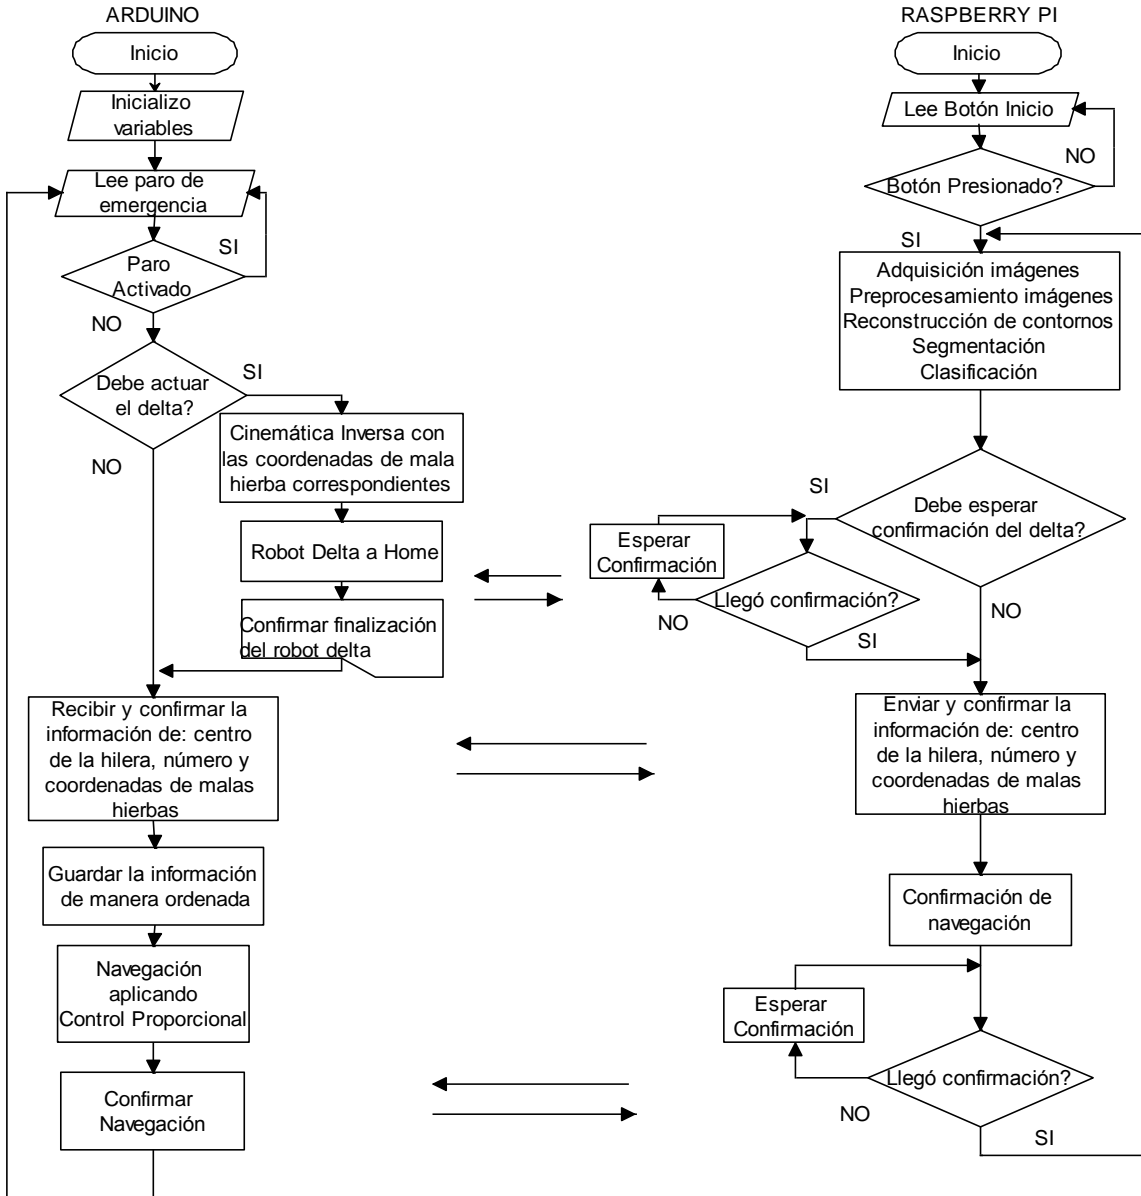 ARDUINO
Inicio
Inicializo
variables
Lee paro de
emergencia
SI
Paro
Activado
NO
Debe actuar
el delta?
SI
NO
Cinemática Inversa con
las coordenadas de mala
hierba correspondientes
Robot Delta a Home
Confirmar finalización
del robot delta
Recibir y confirmar la
información de: centro
de la hilera, número y
coordenadas de malas
hierbas
Guardar la información
de manera ordenada
Navegación
aplicando
Control Proporcional
Confirmar
Navegación
RASPBERRY PI
Inicio
Lee Botón Inicio
NO
Botón Presionado?
SI
Adquisición imágenes
Preprocesamiento imágenes
Reconstrucción de contornos
Segmentación
Clasificación
SI
Debe esperar
confirmación del delta?
Esperar
Confirmación
Llegó confirmación?
NO
SI
NO
Enviar y confirmar la
información de: centro
de la hilera, número y
coordenadas de malas
hierbas
Confirmación de
navegación
Esperar
Confirmación
Llegó confirmación?
NO
SI